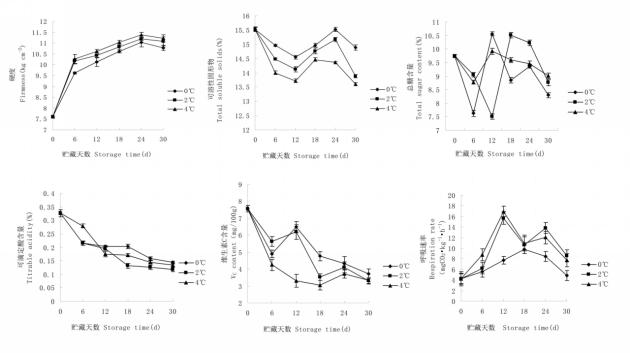 11.5
11
10.5
10
9.5
9
8.5
8
7.5
7
硬度
Firmness(kg cm⁻²)
0 6 12 18 24 30
贮藏天数 Storage time(d)
0℃
2℃
4℃
16.5
15.5
14.5
13.5
12.5
11.5
可溶性固形物
Total soluble solids(%)
0 6 12 18 24 30
贮藏天数 Storage time(d)
0℃
2℃
4℃
11
10
9
8
7
总糖含量
Total sugar content(%)
0 6 12 18 24 30
贮藏天数 Storage time(d)
0℃
2℃
4℃
0.4
0.35
0.3
0.25
0.2
0.15
0.1
0.05
0
可滴定酸含量
Titrable acidity(%)
0 6 12 18 24 30
贮藏天数 Storage time(d)
0℃
2℃
4℃
9
8
7
6
5
4
3
2
维生素C含量
Vc content (mg/100g)
0 6 12 18 24 30
贮藏天数 Storage time(d)
0℃
2℃
4℃
20
18
16
14
12
10
8
6
4
2
0
呼吸速率
Respiration rate
(mgCO₂•kg⁻¹•h⁻¹)
0 6 12 18 24 30
贮藏天数 Storage time(d)
0℃
2℃
4℃